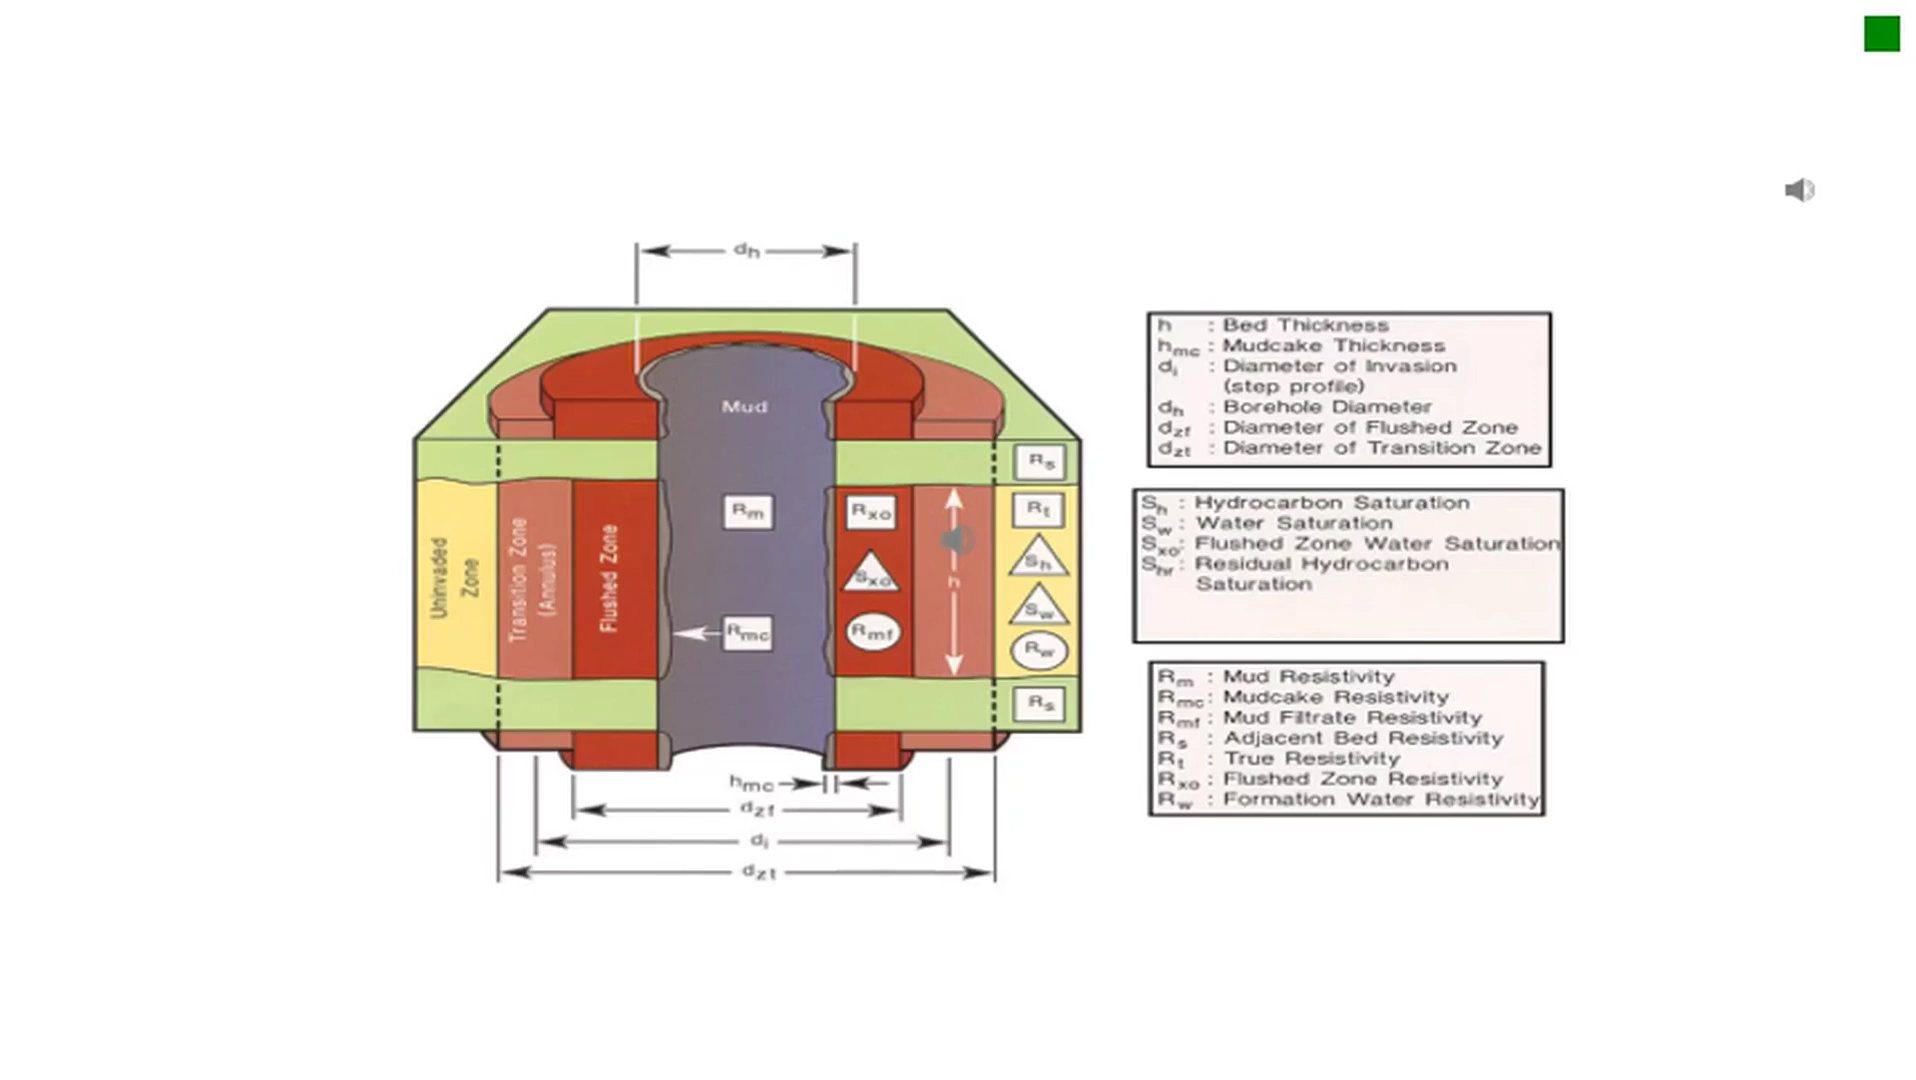 dh
Mud
Rs
Rm
Rxo
Rt
Sxo
Sh
h
Sw
Rmc
Rmf
Rw
Rs
Uninvaded
Zone
Transition Zone
(Annulus)
Flushed Zone
hmc
dzf
di
dzt
h : Bed Thickness
hmc : Mudcake Thickness
di : Diameter of Invasion
(step profile)
dh : Borehole Diameter
dzf : Diameter of Flushed Zone
dzt : Diameter of Transition Zone
Sh : Hydrocarbon Saturation
Sw : Water Saturation
Sxo: Flushed Zone Water Saturation
Shr : Residual Hydrocarbon
Saturation
Rm : Mud Resistivity
Rmc: Mudcake Resistivity
Rmf : Mud Filtrate Resistivity
Rs : Adjacent Bed Resistivity
Rt : True Resistivity
Rxo : Flushed Zone Resistivity
Rw : Formation Water Resistivity